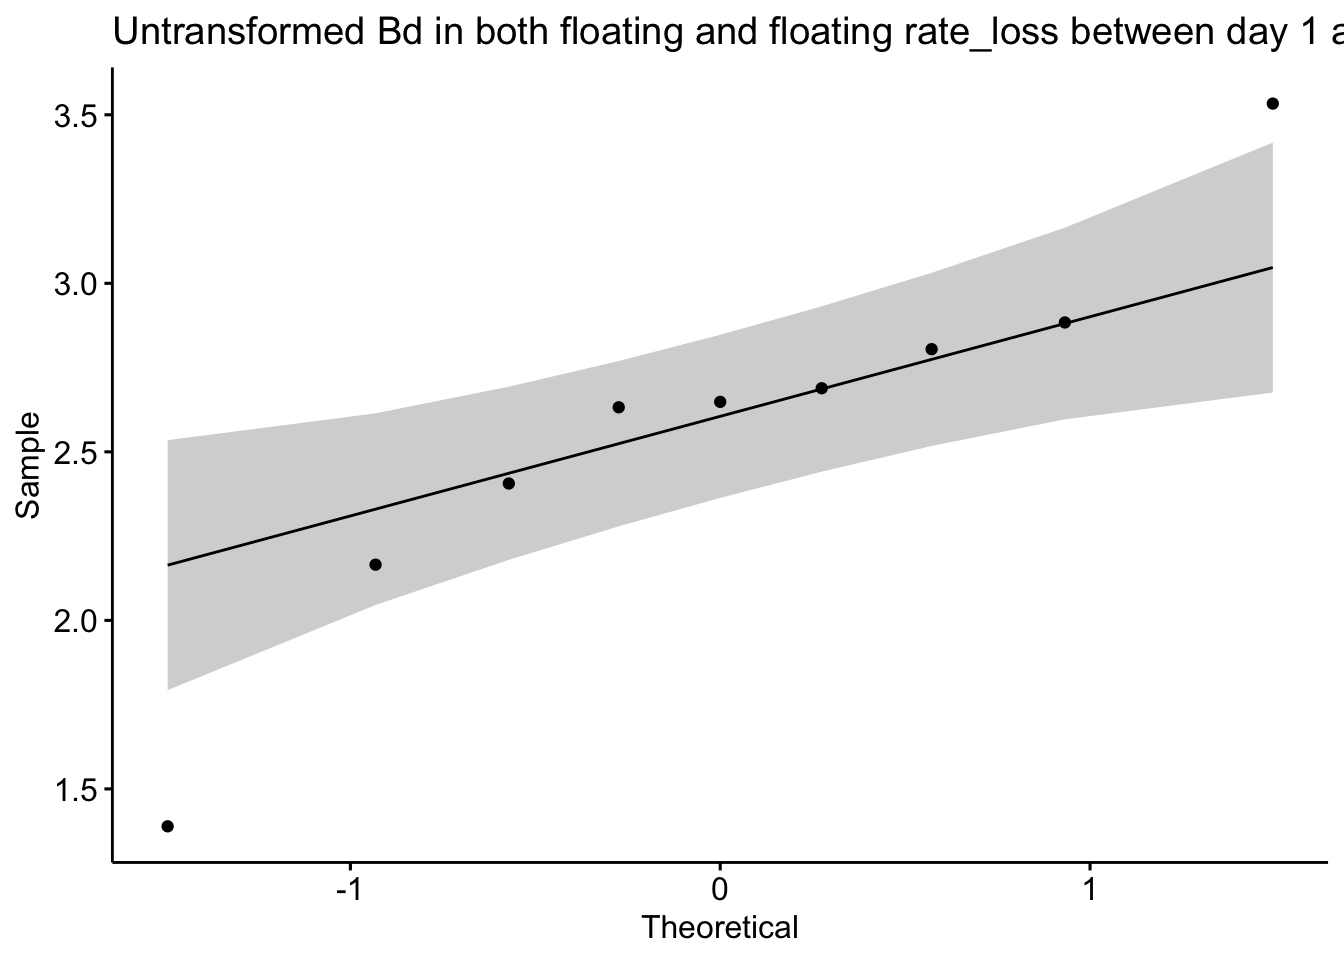 Untransformed Bd in both floating and floating rate_loss between day 1 a
3.5
3.0
2.5
2.0
1.5
Sample
-1
0
1
Theoretical